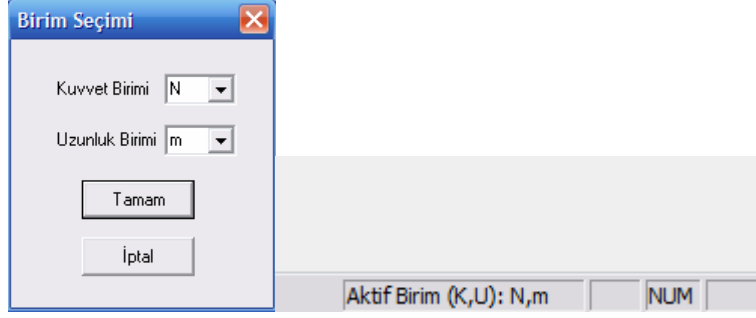 Birim Seçimi
Kuvvet Birimi N
Uzunluk Birimi m
Tamam
İptal
Aktif Birim (K,U): N,m NUM